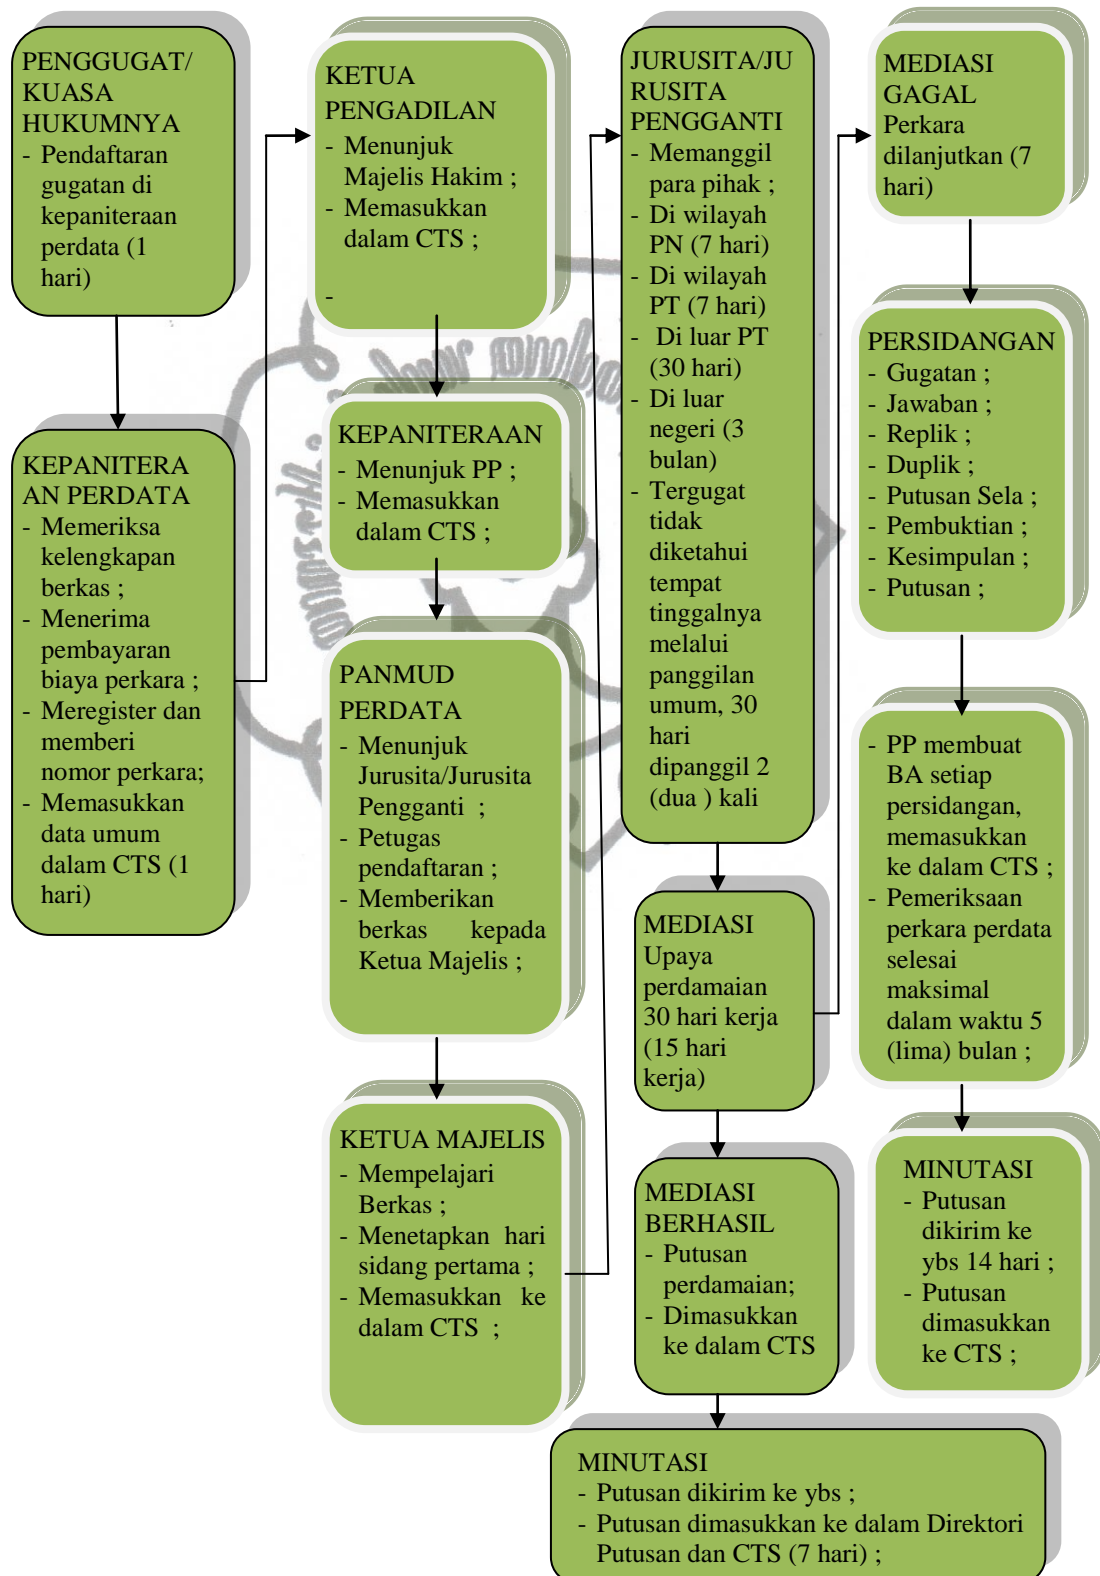 PENGGUGAT/
KUASA
HUKUMNYA
- Pendaftaran
gugatan di
kepaniteraan
perdata (1
hari)
KEPANITERA
AN PERDATA
- Memeriksa
kelengkapan
berkas ;
- Menerima
pembayaran
biaya perkara ;
- Meregister dan
memberi
nomor perkara;
- Memasukkan
data umum
dalam CTS (1
hari)
KETUA
PENGADILAN
- Menunjuk
Majelis Hakim ;
- Memasukkan
dalam CTS ;
-
KEPANITERAAN
- Menunjuk PP ;
- Memasukkan
dalam CTS ;
PANMUD
PERDATA
- Menunjuk
Jurusita/Jurusita
Pengganti ;
- Petugas
pendaftaran ;
- Memberikan
berkas kepada
Ketua Majelis ;
KETUA MAJELIS
- Mempelajari
Berkas ;
- Menetapkan hari
sidang pertama ;
- Memasukkan ke
dalam CTS ;
JURUSITA/JU
RUSITA
PENGGANTI
- Memanggil
para pihak ;
- Di wilayah
PN (7 hari)
- Di wilayah
PT (7 hari)
- Di luar PT
(30 hari)
- Di luar
negeri (3
bulan)
- Tergugat
tidak
diketahui
tempat
tinggalnya
melalui
panggilan
umum, 30
hari
dipanggil 2
(dua ) kali
MEDIASI
Upaya
perdamaian
30 hari kerja
(15 hari
kerja)
MEDIASI
BERHASIL
- Putusan
perdamaian;
- Dimasukkan
ke dalam CTS
MINUTASI
- Putusan dikirim ke ybs ;
- Putusan dimasukkan ke dalam Direktori
Putusan dan CTS (7 hari) ;
MEDIASI
GAGAL
Perkara
dilanjutkan (7
hari)
PERSIDANGAN
- Gugatan ;
- Jawaban ;
- Replik ;
- Duplik ;
- Putusan Sela ;
- Pembuktian ;
- Kesimpulan ;
- Putusan ;
- PP membuat
BA setiap
persidangan,
memasukkan
ke dalam CTS ;
- Pemeriksaan
perkara perdata
selesai
maksimal
dalam waktu 5
(lima) bulan ;
MINUTASI
- Putusan
dikirim ke
ybs 14 hari ;
- Putusan
dimasukkan
ke CTS ;